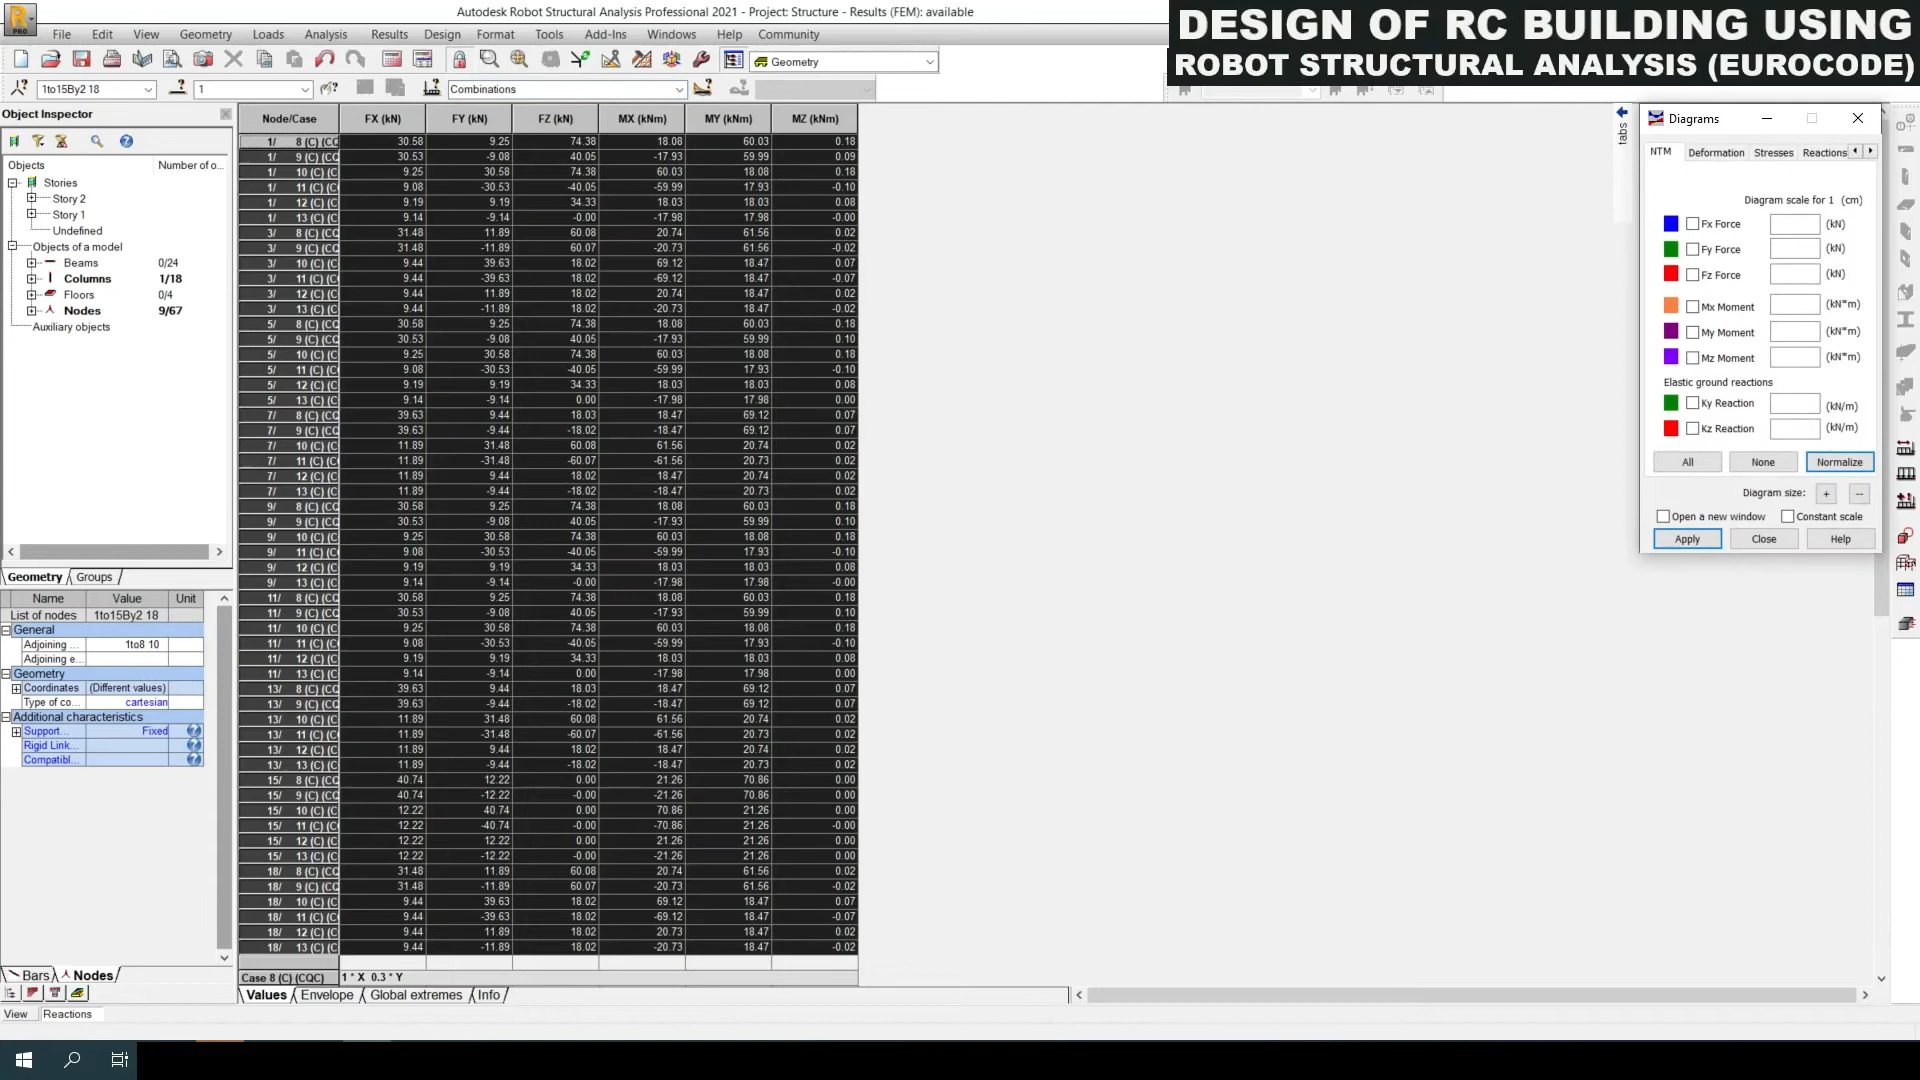 Autodesk Robot Structural Analysis Professional 2021 - Project: Structure - Results (FEM): available
DESIGN OF RC BUILDING USING
ROBOT STRUCTURAL ANALYSIS (EUROCODE)
PRO
File Edit View Geometry Loads Analysis Results Design Format Tools Add-Ins Windows Help Community
Geometry
1to15By2 18
1
Combinations
Object Inspector
Objects Number of o...
Stories
Story 2
Story 1
Undefined
Objects of a model
Beams 0/24
Columns 1/18
Floors 0/4
Nodes 9/67
Auxiliary objects
Geometry Groups
Name Value Unit
List of nodes 1to15By2 18
General
Adjoining ... 1to8 10
Adjoining e...
Geometry
Coordinates (Different values)
Type of co... cartesian
Additional characteristics
Support... Fixed
Rigid Link...
Compatibl...
Bars Nodes
View Reactions
Node/Case FX (kN) FY (kN) FZ (kN) MX (kNm) MY (kNm) MZ (kNm)
1/ 8 (C) (CQ 30.58 9.25 74.38 18.08 60.03 0.18
1/ 9 (C) (CQ 30.53 -9.08 40.05 -17.93 59.99 0.09
1/ 10 (C) (C 9.25 30.58 74.38 60.03 18.08 0.18
1/ 11 (C) (C 9.08 -30.53 -40.05 -59.99 17.93 -0.10
1/ 12 (C) (C 9.19 9.19 34.33 18.03 18.03 0.08
1/ 13 (C) (C 9.14 -9.14 -0.00 -17.98 17.98 -0.00
3/ 8 (C) (CQ 31.48 11.89 60.08 20.74 61.56 0.02
3/ 9 (C) (CQ 31.48 -11.89 60.07 -20.73 61.56 -0.02
3/ 10 (C) (C 9.44 39.63 18.02 69.12 18.47 0.07
3/ 11 (C) (C 9.44 -39.63 18.02 -69.12 18.47 -0.07
3/ 12 (C) (C 9.44 11.89 18.02 20.74 18.47 0.02
3/ 13 (C) (C 9.44 -11.89 18.02 -20.73 18.47 -0.02
5/ 8 (C) (CQ 30.58 9.25 74.38 18.08 60.03 0.18
5/ 9 (C) (CQ 30.53 -9.08 40.05 -17.93 59.99 0.10
5/ 10 (C) (C 9.25 30.58 74.38 60.03 18.08 0.18
5/ 11 (C) (C 9.08 -30.53 -40.05 -59.99 17.93 -0.10
5/ 12 (C) (C 9.19 9.19 34.33 18.03 18.03 0.08
5/ 13 (C) (C 9.14 -9.14 0.00 -17.98 17.98 0.00
7/ 8 (C) (CQ 39.63 9.44 18.03 18.47 69.12 0.07
7/ 9 (C) (CQ 39.63 -9.44 -18.02 -18.47 69.12 0.07
7/ 10 (C) (C 11.89 31.48 60.08 61.56 20.74 0.02
7/ 11 (C) (C 11.89 -31.48 -60.07 -61.56 20.73 0.02
7/ 12 (C) (C 11.89 9.44 18.02 18.47 20.74 0.02
7/ 13 (C) (C 11.89 -9.44 -18.02 -18.47 20.73 0.02
9/ 8 (C) (CQ 30.58 9.25 74.38 18.08 60.03 0.18
9/ 9 (C) (CQ 30.53 -9.08 40.05 -17.93 59.99 0.10
9/ 10 (C) (C 9.25 30.58 74.38 60.03 18.08 0.18
9/ 11 (C) (C 9.08 -30.53 -40.05 -59.99 17.93 -0.10
9/ 12 (C) (C 9.19 9.19 34.33 18.03 18.03 0.08
9/ 13 (C) (C 9.14 -9.14 -0.00 -17.98 17.98 -0.00
11/ 8 (C) (CQ 30.58 9.25 74.38 18.08 60.03 0.18
11/ 9 (C) (CQ 30.53 -9.08 40.05 -17.93 59.99 0.10
11/ 10 (C) (C 9.25 30.58 74.38 60.03 18.08 0.18
11/ 11 (C) (C 9.08 -30.53 -40.05 -59.99 17.93 -0.10
11/ 12 (C) (C 9.19 9.19 34.33 18.03 18.03 0.08
11/ 13 (C) (C 9.14 -9.14 0.00 -17.98 17.98 0.00
13/ 8 (C) (CQ 39.63 9.44 18.03 18.47 69.12 0.07
13/ 9 (C) (CQ 39.63 -9.44 -18.02 -18.47 69.12 0.07
13/ 10 (C) (C 11.89 31.48 60.08 61.56 20.74 0.02
13/ 11 (C) (C 11.89 -31.48 -60.07 -61.56 20.73 0.02
13/ 12 (C) (C 11.89 9.44 18.02 18.47 20.74 0.02
13/ 13 (C) (C 11.89 -9.44 -18.02 -18.47 20.73 0.02
15/ 8 (C) (CQ 40.74 12.22 0.00 21.26 70.86 0.00
15/ 9 (C) (CQ 40.74 -12.22 -0.00 -21.26 70.86 0.00
15/ 10 (C) (C 12.22 40.74 0.00 70.86 21.26 0.00
15/ 11 (C) (C 12.22 -40.74 -0.00 -70.86 21.26 -0.00
15/ 12 (C) (C 12.22 12.22 0.00 21.26 21.26 0.00
15/ 13 (C) (C 12.22 -12.22 -0.00 -21.26 21.26 0.00
18/ 8 (C) (CQ 31.48 11.89 60.08 20.74 61.56 0.02
18/ 9 (C) (CQ 31.48 -11.89 60.07 -20.73 61.56 -0.02
18/ 10 (C) (C 9.44 39.63 18.02 69.12 18.47 0.07
18/ 11 (C) (C 9.44 -39.63 18.02 -69.12 18.47 -0.07
18/ 12 (C) (C 9.44 11.89 18.02 20.73 18.47 0.02
18/ 13 (C) (C 9.44 -11.89 18.02 -20.73 18.47 -0.02
Case 8 (C) (CQC) 1 * X 0.3 * Y
Values Envelope Global extremes Info
tabs
Diagrams
NTM Deformation Stresses Reactions
Diagram scale for 1 (cm)
Fx Force (kN)
Fy Force (kN)
Fz Force (kN)
Mx Moment (kN*m)
My Moment (kN*m)
Mz Moment (kN*m)
Elastic ground reactions
Ky Reaction (kN/m)
Kz Reaction (kN/m)
All None Normalize
Diagram size: + --
Open a new window Constant scale
Apply Close Help